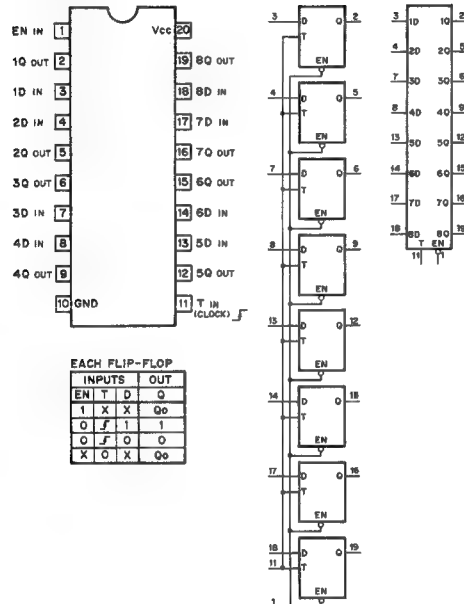 EN IN 1
1Q OUT 2
1D IN 3
2D IN 4
2Q OUT 5
3Q OUT 6
3D IN 7
4D IN 8
4Q OUT 9
10 GND
Vcc 20
19 8Q OUT
18 8D IN
17 7D IN
16 7Q OUT
15 6Q OUT
14 6D IN
13 5D IN
12 5Q OUT
11 T IN
(CLOCK)
EACH FLIP-FLOP
INPUTS OUT
EN T D Q
1 X X Qo
0 1 1
0 0 0
X 0 X Qo
3 D Q 2
T
EN
4 D Q 5
T
EN
7 D Q 6
T
EN
8 D Q 9
T
EN
13 D Q 12
T
EN
14 D Q 15
T
EN
17 D Q 16
T
EN
18 D Q 19
11 T
EN
1
3 1D 1Q 2
4 2D 2Q 5
7 3D 3Q 6
8 4D 4Q 9
13 5D 5Q 12
14 6D 6Q 15
17 7D 7Q 16
18 8D 8Q 19
T EN
11 1